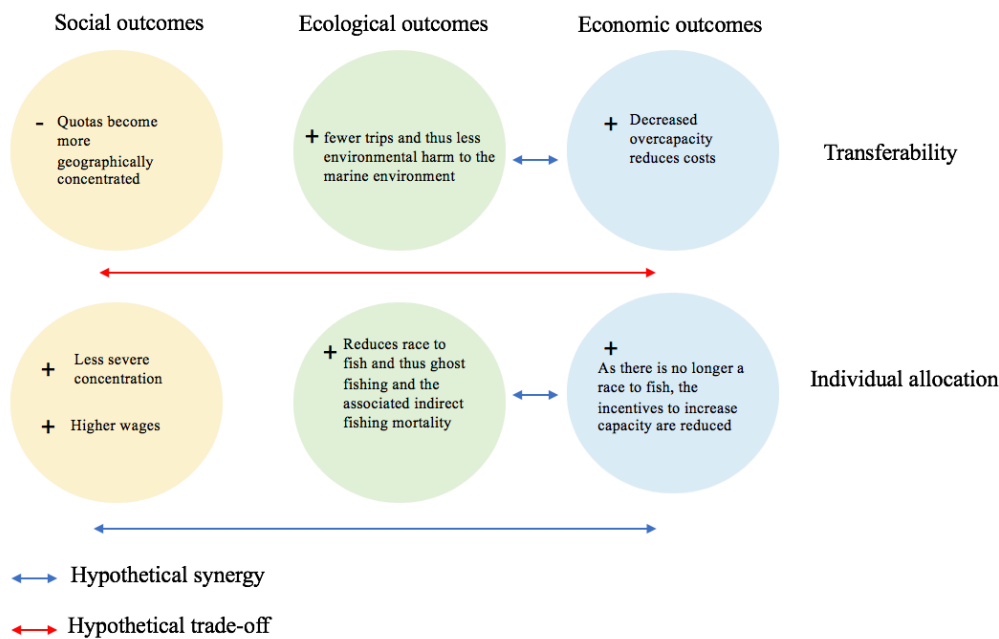 Social outcomes
Ecological outcomes
Economic outcomes
- Quotas become
more
geographically
concentrated
+ fewer trips and thus less
environmental harm to the
marine environment
+ Decreased
overcapacity
reduces costs
Transferability
+ Less severe
concentration
+ Higher wages
+ Reduces race to
fish and thus ghost
fishing and the
associated indirect
fishing mortality
+
As there is no longer a
race to fish, the
incentives to increase
capacity are reduced
Individual allocation
Hypothetical synergy
Hypothetical trade-off